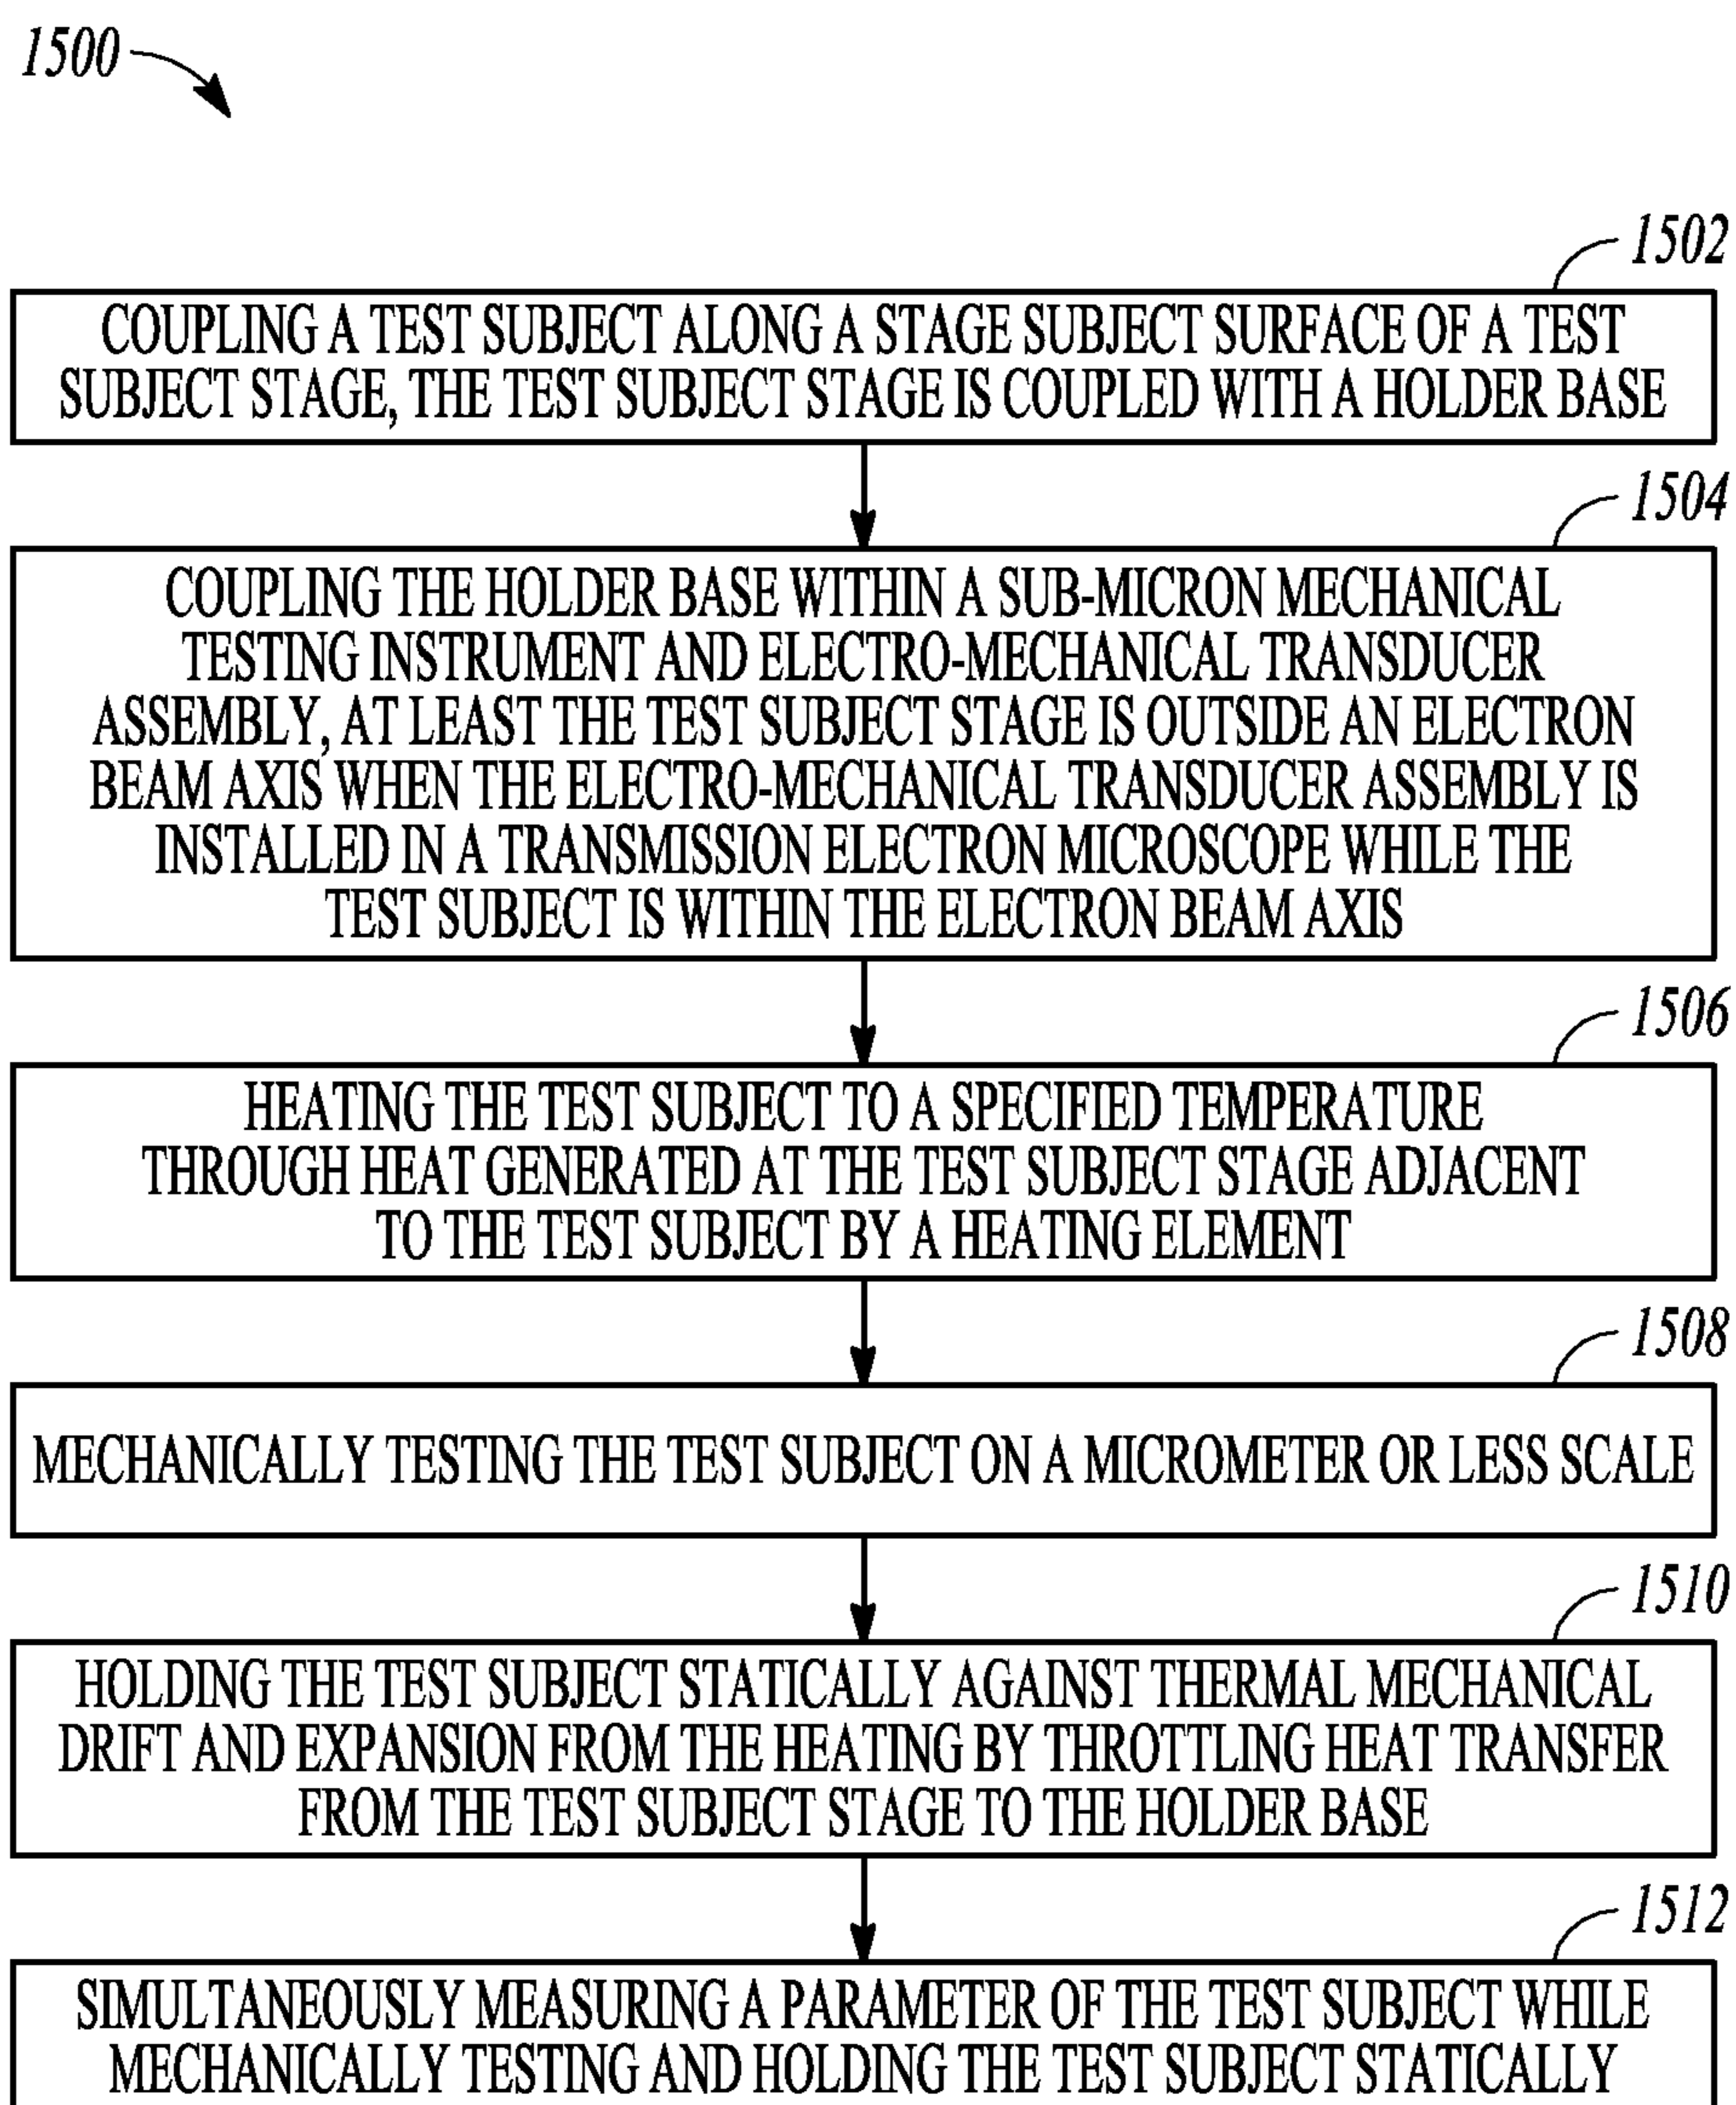 1500
1502
COUPLING A TEST SUBJECT ALONG A STAGE SUBJECT SURFACE OF A TEST
SUBJECT STAGE, THE TEST SUBJECT STAGE IS COUPLED WITH A HOLDER BASE
1504
COUPLING THE HOLDER BASE WITHIN A SUB-MICRON MECHANICAL
TESTING INSTRUMENT AND ELECTRO-MECHANICAL TRANSDUCER
ASSEMBLY, AT LEAST THE TEST SUBJECT STAGE IS OUTSIDE AN ELECTRON
BEAM AXIS WHEN THE ELECTRO-MECHANICAL TRANSDUCER ASSEMBLY IS
INSTALLED IN A TRANSMISSION ELECTRON MICROSCOPE WHILE THE
TEST SUBJECT IS WITHIN THE ELECTRON BEAM AXIS
1506
HEATING THE TEST SUBJECT TO A SPECIFIED TEMPERATURE
THROUGH HEAT GENERATED AT THE TEST SUBJECT STAGE ADJACENT
TO THE TEST SUBJECT BY A HEATING ELEMENT
1508
MECHANICALLY TESTING THE TEST SUBJECT ON A MICROMETER OR LESS SCALE
1510
HOLDING THE TEST SUBJECT STATICALLY AGAINST THERMAL MECHANICAL
DRIFT AND EXPANSION FROM THE HEATING BY THROTTLING HEAT TRANSFER
FROM THE TEST SUBJECT STAGE TO THE HOLDER BASE
1512
SIMULTANEOUSLY MEASURING A PARAMETER OF THE TEST SUBJECT WHILE
MECHANICALLY TESTING AND HOLDING THE TEST SUBJECT STATICALLY